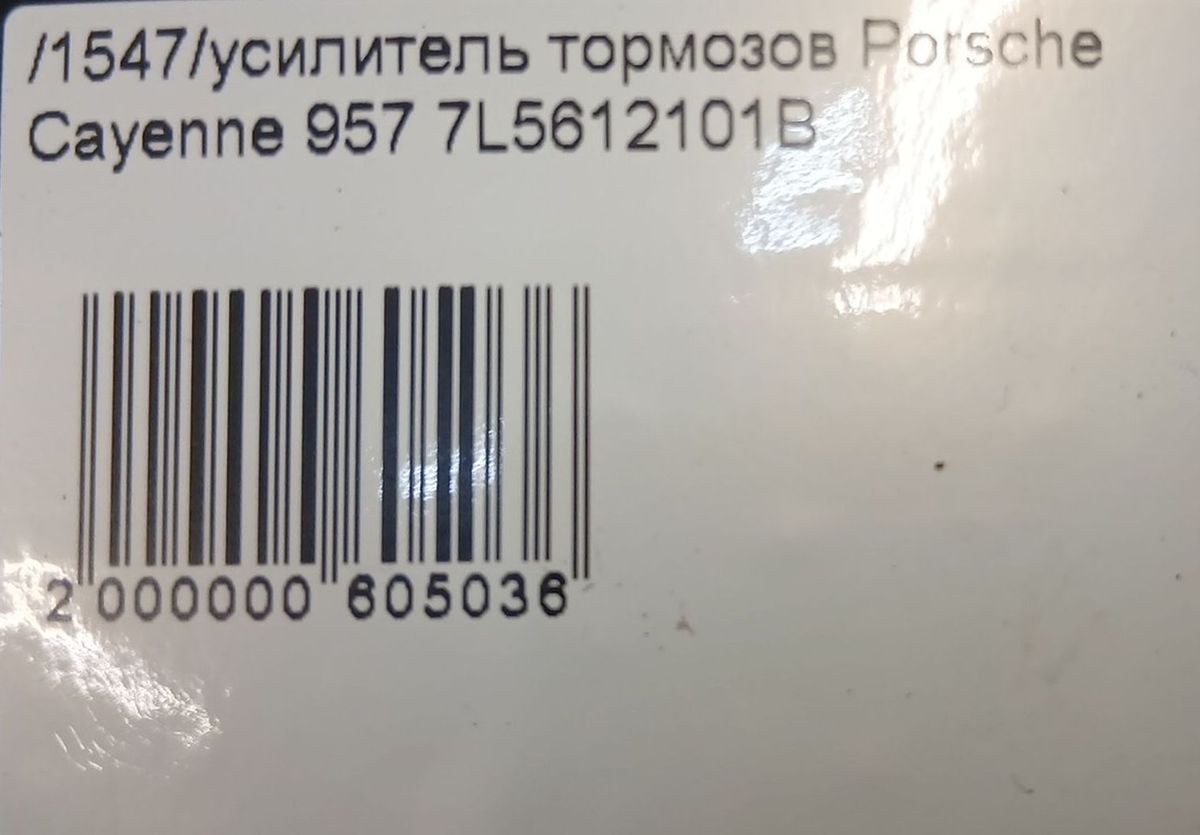 /1547/усилитель тормозов Porsche
Cayenne 957 7L5612101B
2 000000 605036